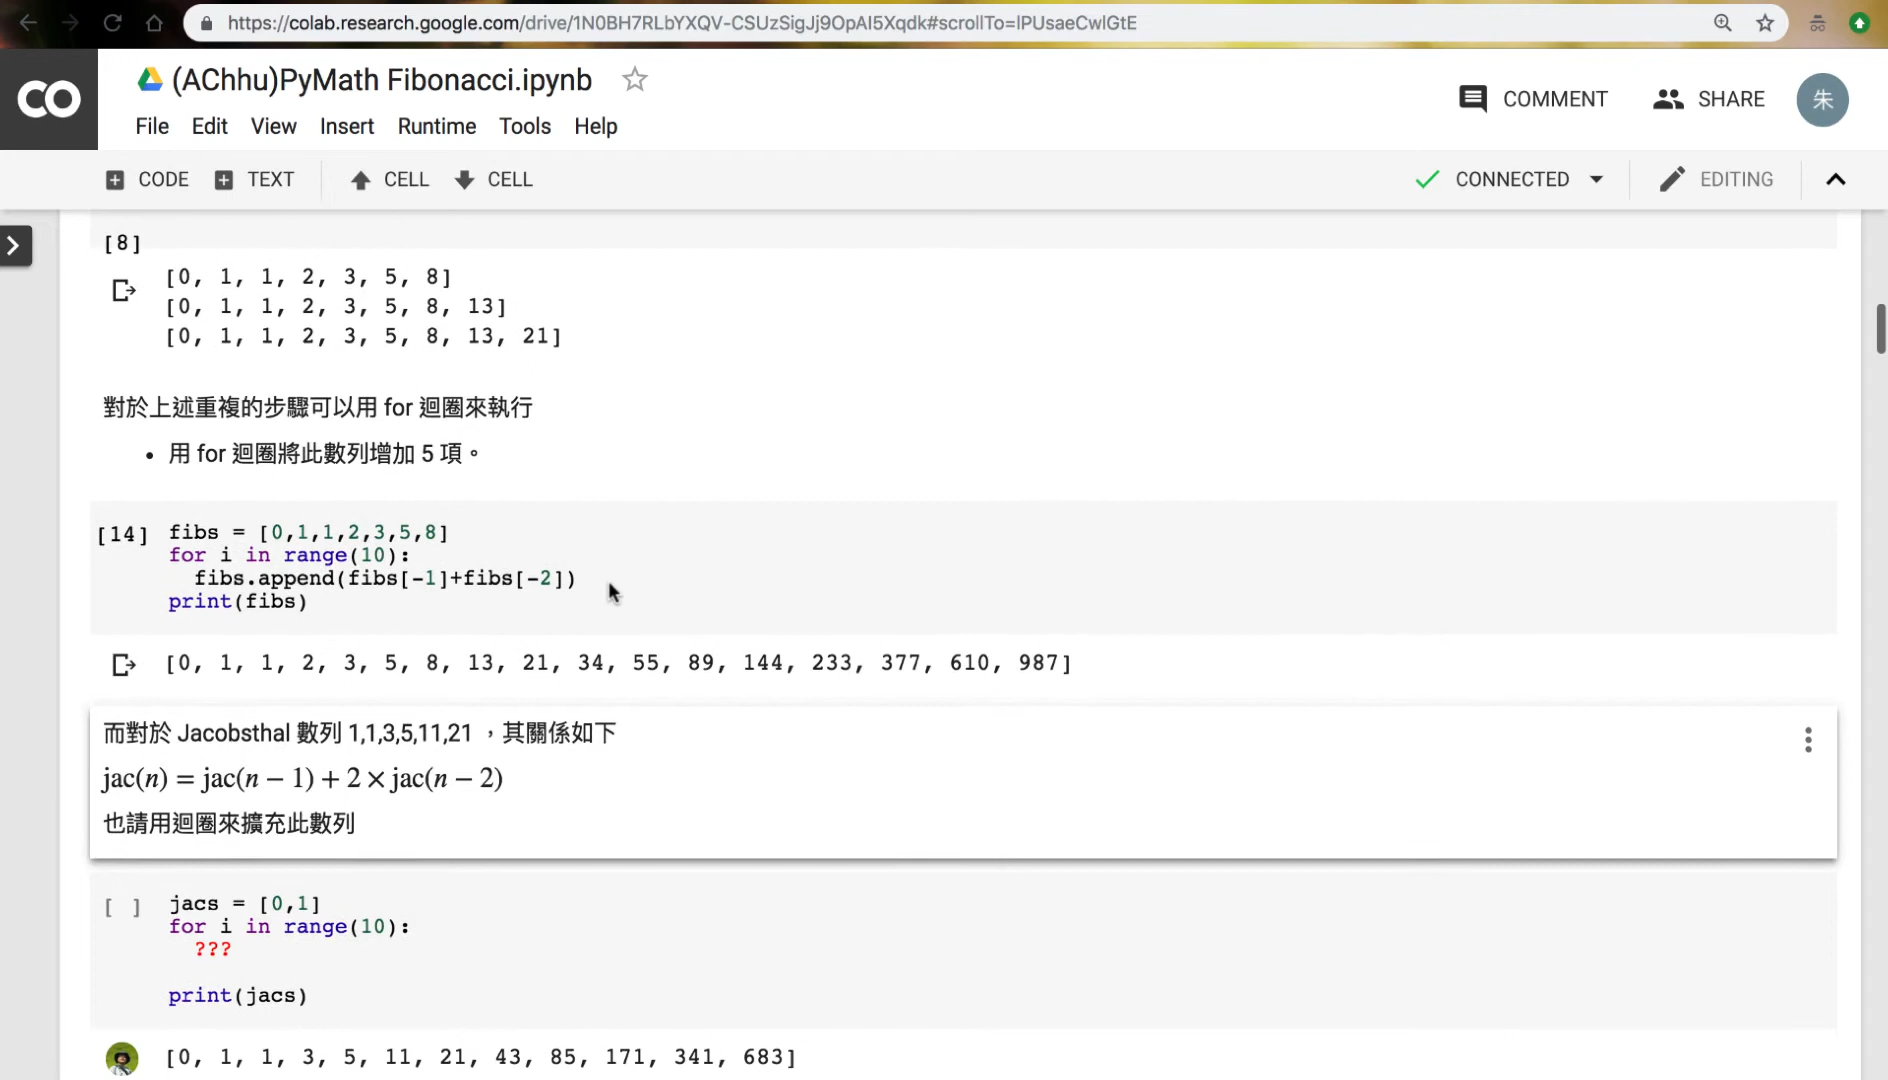 https://colab.research.google.com/drive/1N0BH7RLbYXQV-CSUzSigJj9OpAI5Xqdk#scrollTo=lPUsaeCwlGtE
CO
(AChhu)PyMath Fibonacci.ipynb
COMMENT SHARE 朱
File Edit View Insert Runtime Tools Help
CODE TEXT CELL CELL CONNECTED EDITING
[8]
[0, 1, 1, 2, 3, 5, 8]
[0, 1, 1, 2, 3, 5, 8, 13]
[0, 1, 1, 2, 3, 5, 8, 13, 21]
對於上述重複的步驟可以用 for 迴圈來執行
• 用 for 迴圈將此數列增加 5 項。
[14] fibs = [0,1,1,2,3,5,8]
for i in range(10):
fibs.append(fibs[-1]+fibs[-2])
print(fibs)
[0, 1, 1, 2, 3, 5, 8, 13, 21, 34, 55, 89, 144, 233, 377, 610, 987]
而對於 Jacobsthal 數列 1,1,3,5,11,21 ，其關係如下
jac(n) = jac(n − 1) + 2 × jac(n − 2)
也請用迴圈來擴充此數列
[ ] jacs = [0,1]
for i in range(10):
???
print(jacs)
[0, 1, 1, 3, 5, 11, 21, 43, 85, 171, 341, 683]